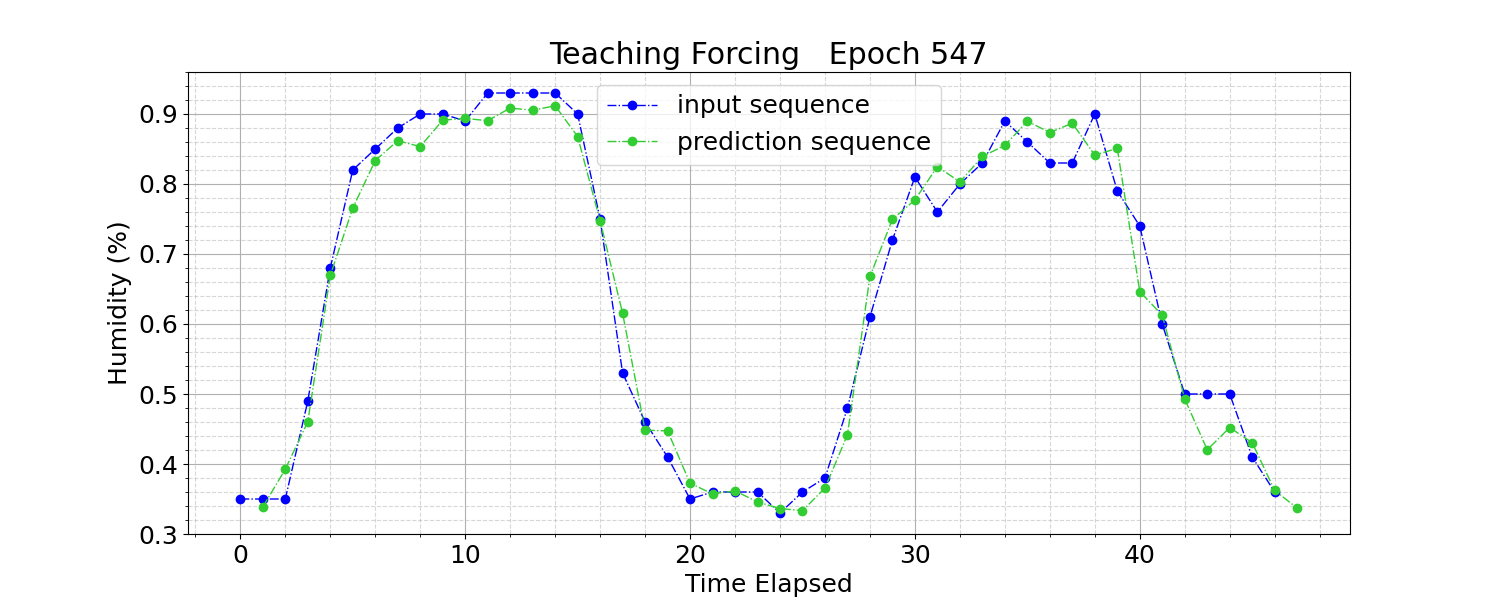 Teaching Forcing   Epoch 547
input sequence
prediction sequence
Humidity (%)
0.9
0.8
0.7
0.6
0.5
0.4
0.3
0 10 20 30 40
Time Elapsed